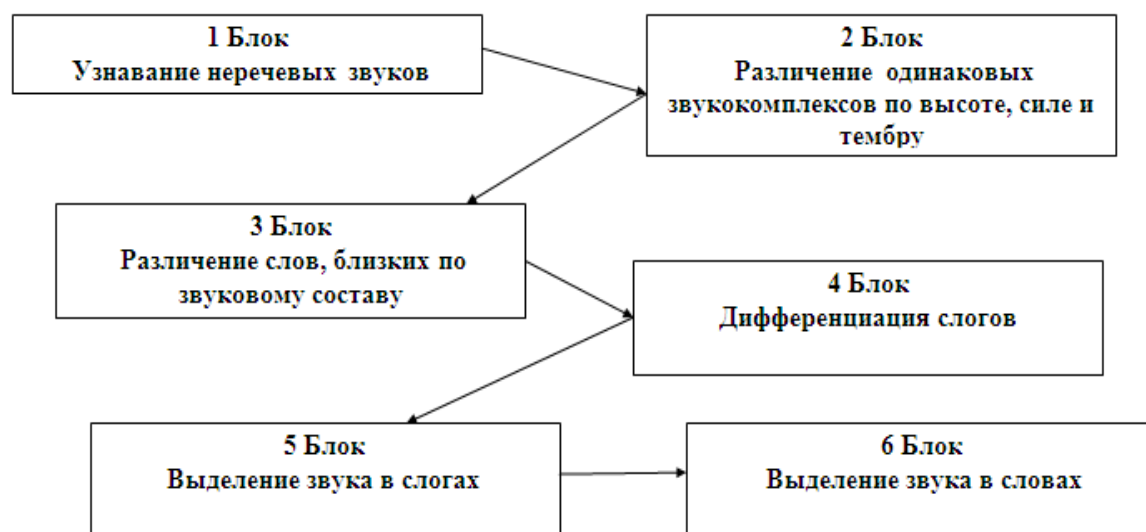 1 Блок
Узнавание неречевых звуков
2 Блок
Различение одинаковых
звукокомплексов по высоте, силе и
тембру
3 Блок
Различение слов, близких по
звуковому составу
4 Блок
Дифференциация слогов
5 Блок
Выделение звука в слогах
6 Блок
Выделение звука в словах